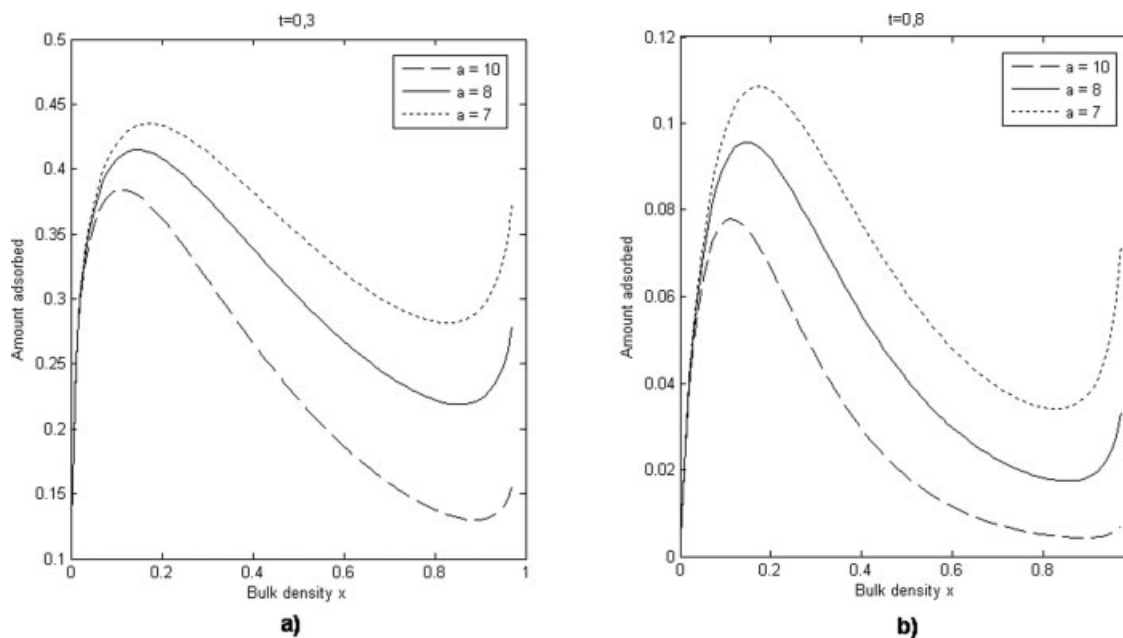 t=0,3
0.5
0.45
0.4
0.35
0.3
0.25
0.2
0.15
0.1
0
0.2
0.4
0.6
0.8
1
Amount adsorbed
Bulk density x
a = 10
a = 8
a = 7
a)
t=0,8
0.12
0.1
0.08
0.06
0.04
0.02
0
0
0.2
0.4
0.6
0.8
Amount adsorbed
Bulk density x
a = 10
a = 8
a = 7
b)